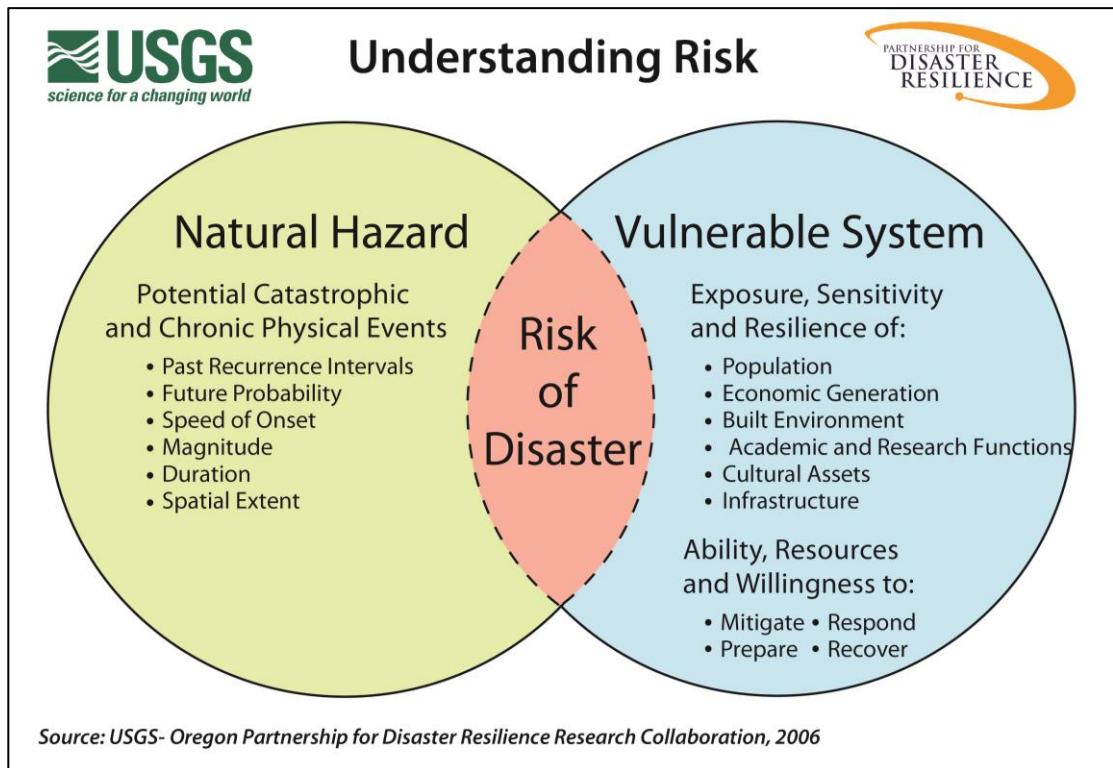 USGS
science for a changing world
Understanding Risk
PARTNERSHIP FOR
DISASTER
RESILIENCE
Natural Hazard
Potential Catastrophic
and Chronic Physical Events
• Past Recurrence Intervals
• Future Probability
• Speed of Onset
• Magnitude
• Duration
• Spatial Extent
Risk
of
Disaster
Vulnerable System
Exposure, Sensitivity
and Resilience of:
• Population
• Economic Generation
• Built Environment
• Academic and Research Functions
• Cultural Assets
• Infrastructure
Ability, Resources
and Willingness to:
• Mitigate • Respond
• Prepare • Recover
Source: USGS- Oregon Partnership for Disaster Resilience Research Collaboration, 2006